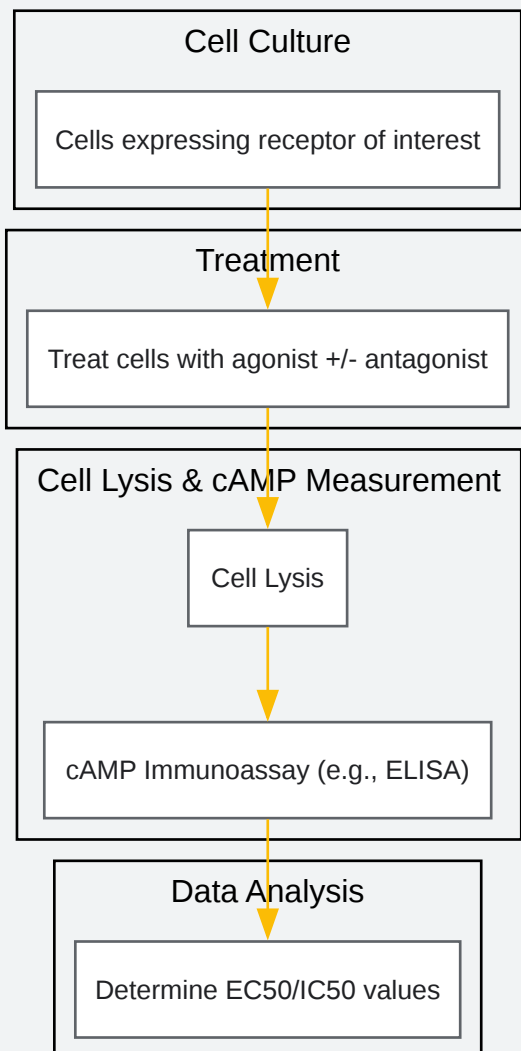 Cell Culture
Cells expressing receptor of interest
Treatment
Treat cells with agonist +/- antagonist
Cell Lysis & cAMP Measurement
Cell Lysis
cAMP Immunoassay (e.g., ELISA)
Data Analysis
Determine EC50/IC50 values